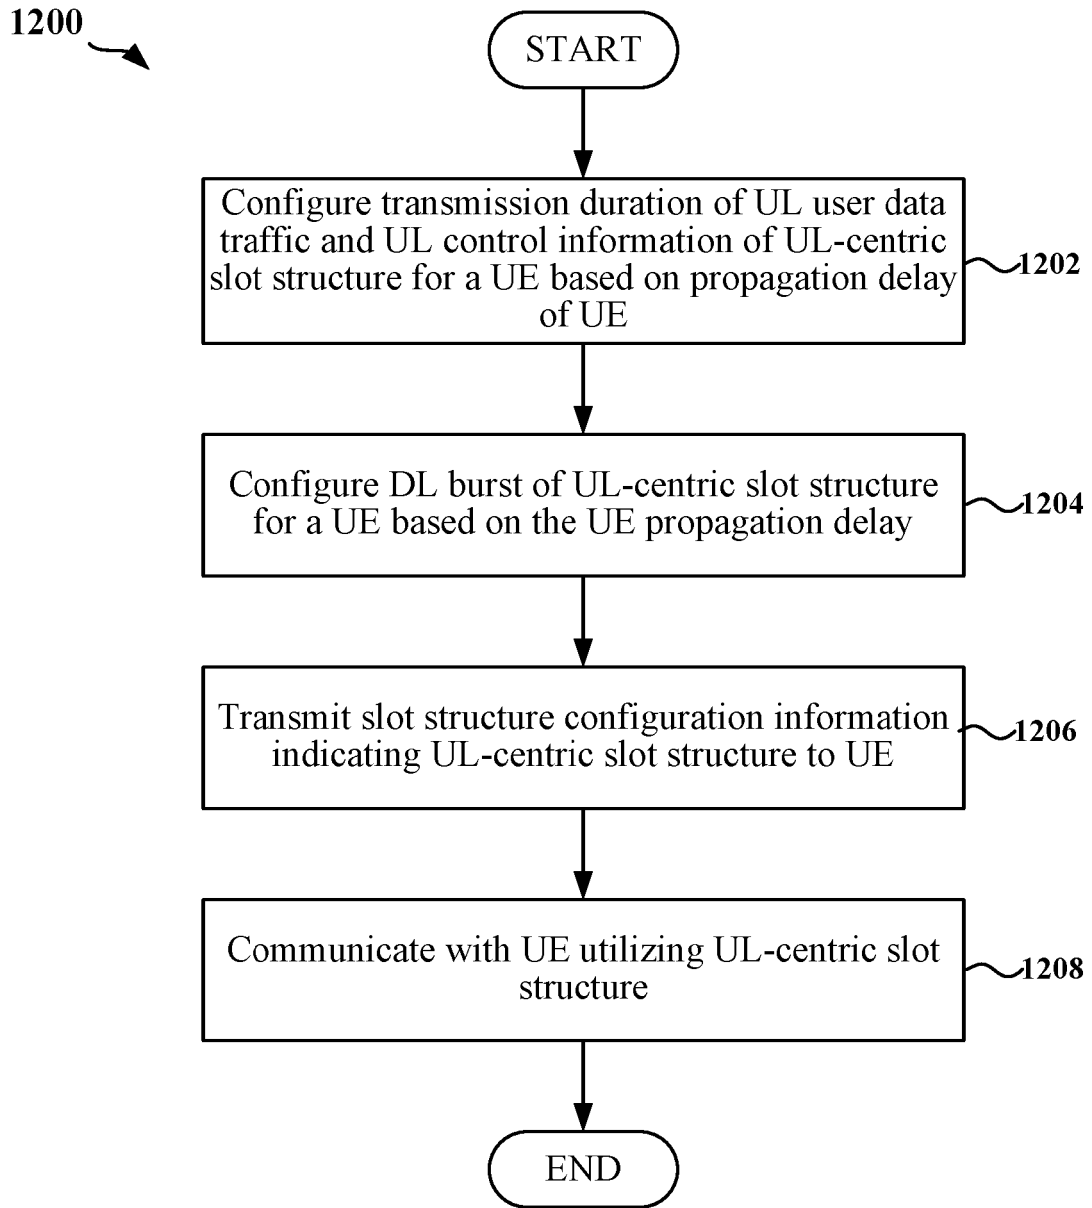 1200
START
Configure transmission duration of UL user data
traffic and UL control information of UL-centric
slot structure for a UE based on propagation delay
of UE
1202
Configure DL burst of UL-centric slot structure
for a UE based on the UE propagation delay
1204
Transmit slot structure configuration information
indicating UL-centric slot structure to UE
1206
Communicate with UE utilizing UL-centric slot
structure
1208
END